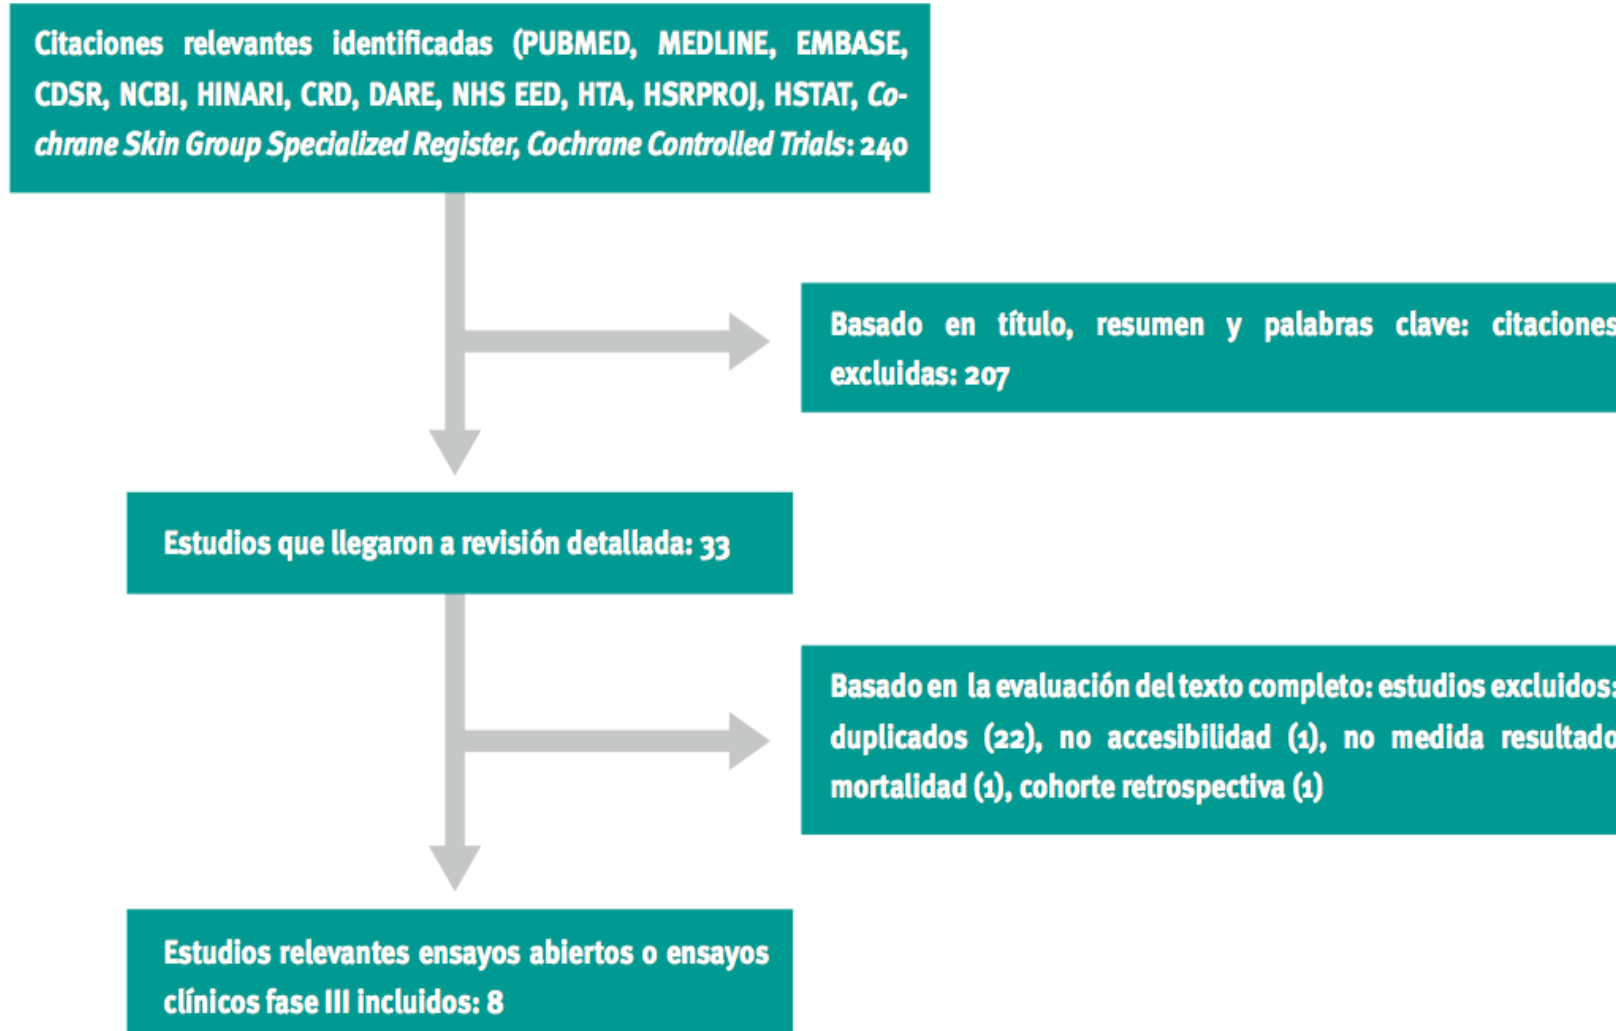 Citaciones relevantes identificadas (PUBMED, MEDLINE, EMBASE,
CDSR, NCBI, HINARI, CRD, DARE, NHS EED, HTA, HSRPROJ, HSTAT, Co-
chrane Skin Group Specialized Register, Cochrane Controlled Trials: 240
Basado en título, resumen y palabras clave: citaciones
excluidas: 207
Estudios que llegaron a revisión detallada: 33
Basado en la evaluación del texto completo: estudios excluidos:
duplicados (22), no accesibilidad (1), no medida resultado
mortalidad (1), cohorte retrospectiva (1)
Estudios relevantes ensayos abiertos o ensayos
clínicos fase III incluidos: 8